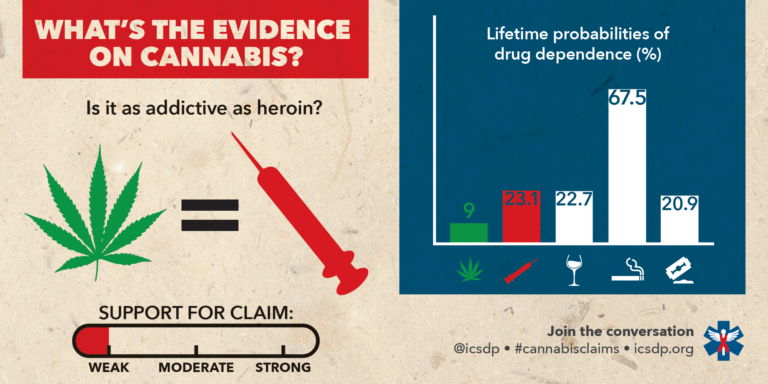 WHAT'S THE EVIDENCE
ON CANNABIS?
Is it as addictive as heroin?
SUPPORT FOR CLAIM:
WEAK MODERATE STRONG
Lifetime probabilities of
drug dependence (%)
9 23.1 22.7 67.5 20.9
Join the conversation
@icsdp • #cannabisclaims • icsdp.org